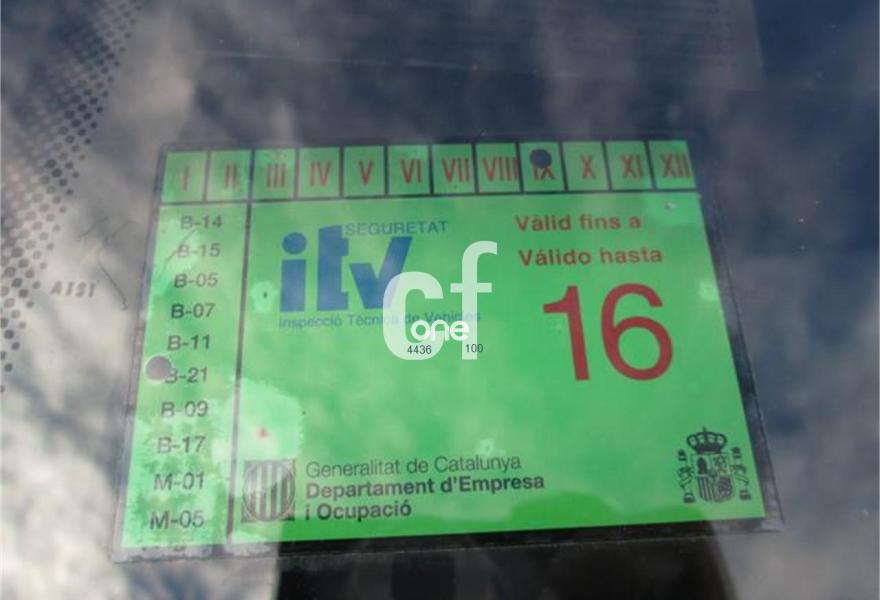 I II III IV V VI VII VIII IX X XI XII
B-14
B-15
B-05
B-07
B-11
B-21
B-09
B-17
M-01
M-05
SEGURETAT
itv
Inspecció Tècnica de Vehicles
Vàlid fins a
Válido hasta
16
cf
one
4436 100
Generalitat de Catalunya
Departament d'Empresa
i Ocupació